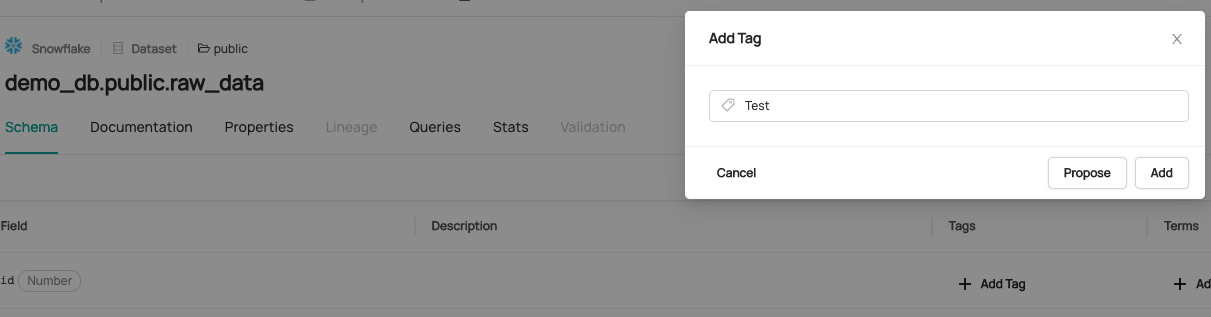 Snowflake Dataset public
demo_db.public.raw_data
Schema Documentation Properties Lineage Queries Stats Validation
Add Tag
Test
Cancel Propose Add
Field Description Tags Terms
id Number + Add Tag + Ad